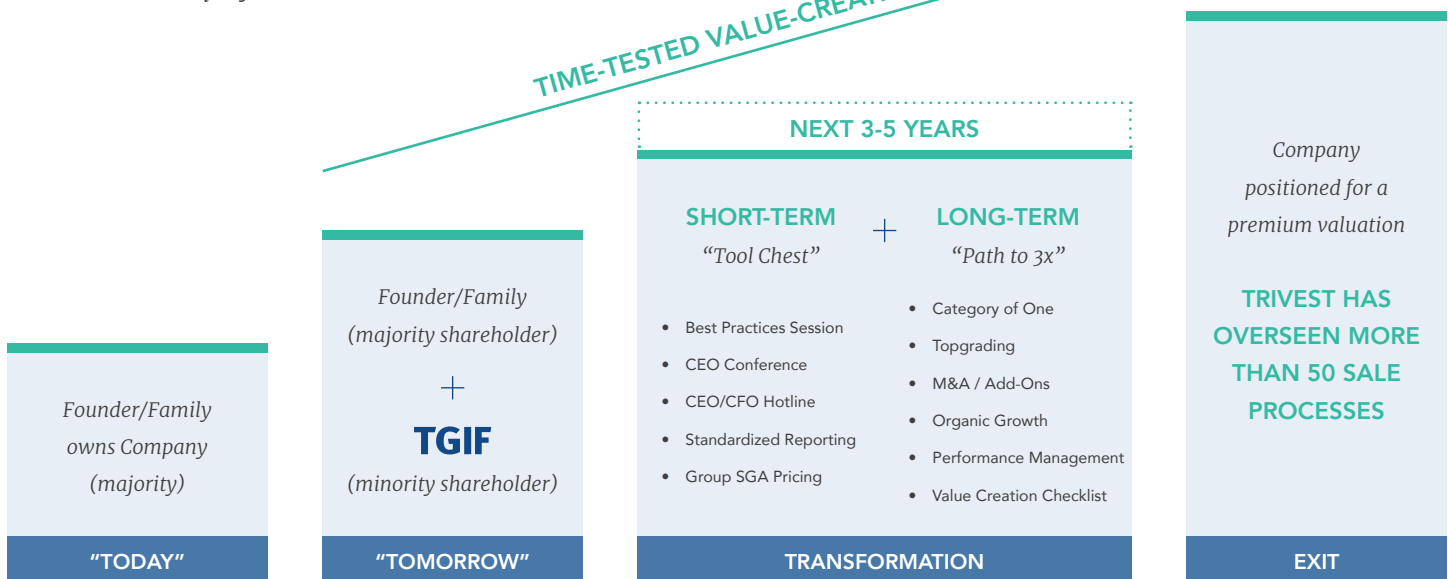 TIME-TESTED VALUE-CREA
Founder/Family
owns Company
(majority)
“TODAY”
Founder/Family
(majority shareholder)
+
TGIF
(minority shareholder)
“TOMORROW”
NEXT 3-5 YEARS
SHORT-TERM
“Tool Chest”
• Best Practices Session
• CEO Conference
• CEO/CFO Hotline
• Standardized Reporting
• Group SGA Pricing
+
LONG-TERM
“Path to 3x”
• Category of One
• Topgrading
• M&A / Add-Ons
• Organic Growth
• Performance Management
• Value Creation Checklist
TRANSFORMATION
Company
positioned for a
premium valuation
TRIVEST HAS
OVERSEEN MORE
THAN 50 SALE
PROCESSES
EXIT